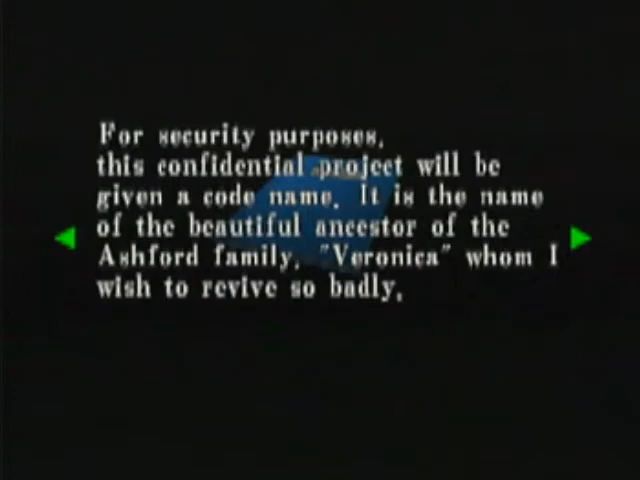 For security purposes,
this confidential project will be
given a code name. It is the name
of the beautiful ancestor of the
Ashford family, "Veronica" whom I
wish to revive so badly.